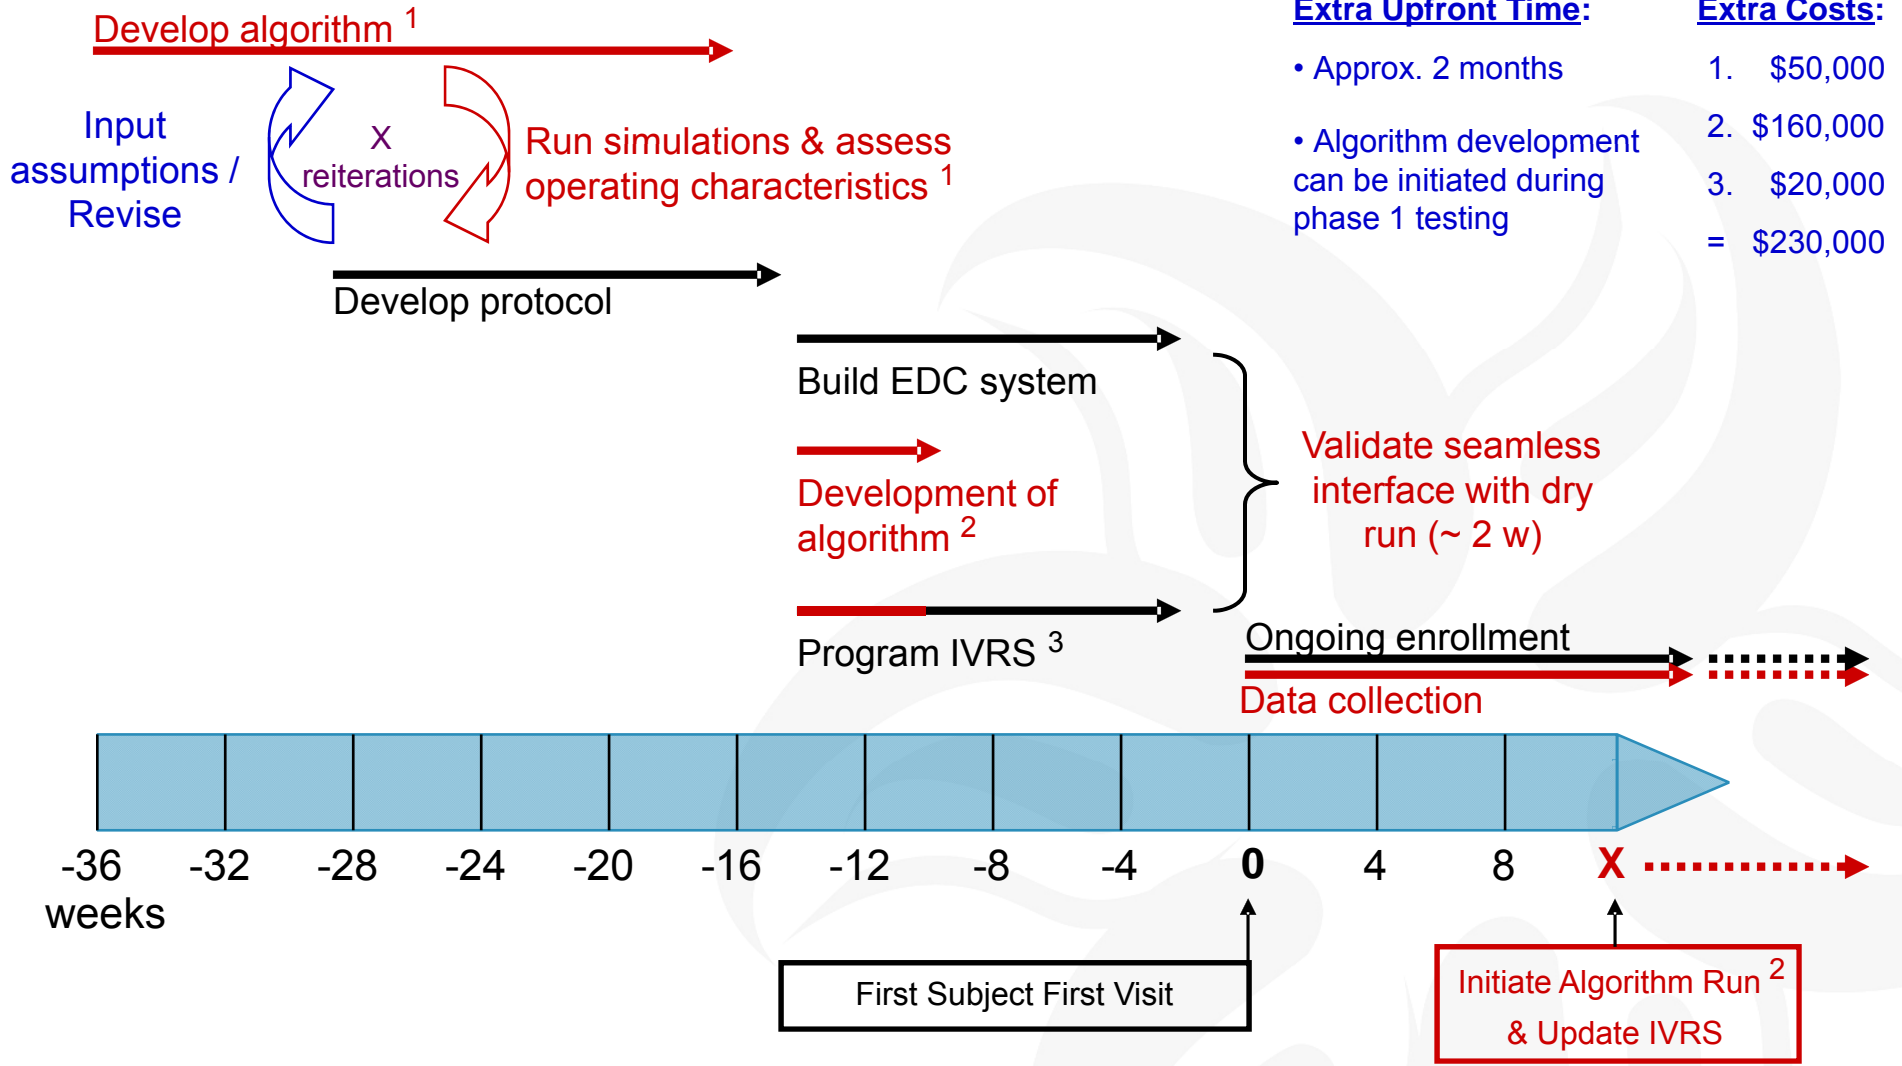 Develop algorithm 1
Input
assumptions /
Revise
X
reiterations
Run simulations & assess
operating characteristics 1
Extra Upfront Time:
• Approx. 2 months
• Algorithm development
can be initiated during
phase 1 testing
Extra Costs:
1. $50,000
2. $160,000
3. $20,000
= $230,000
Develop protocol
Build EDC system
Development of
algorithm 2
Program IVRS 3
Validate seamless
interface with dry
run (~ 2 w)
Ongoing enrollment
Data collection
-36 -32 -28 -24 -20 -16 -12 -8 -4 0 4 8 X
weeks
First Subject First Visit
Initiate Algorithm Run 2
& Update IVRS